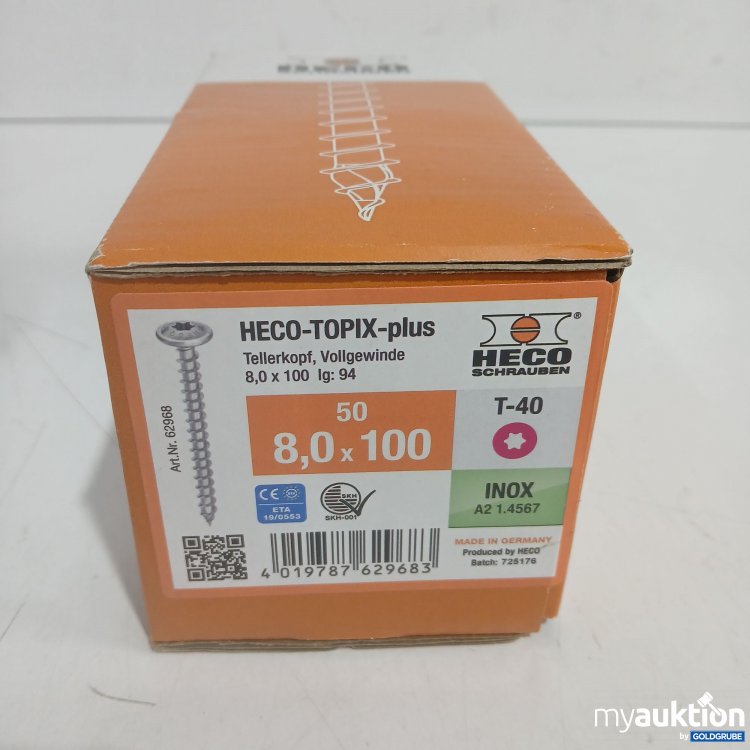 HECO-TOPIX-plus
Tellerkopf, Vollgewinde
8,0 x 100 lg: 94
Art.Nr. 62968
50
8,0 x 100
HECO®
SCHRAUBEN
T-40
INOX
A2 1.4567
CE
ETA
19/0553
SKH
SKH-001
4 019787 629683
MADE IN GERMANY
Produced by HECO®
Batch: 725176
myauktion
by GOLDGRUBE